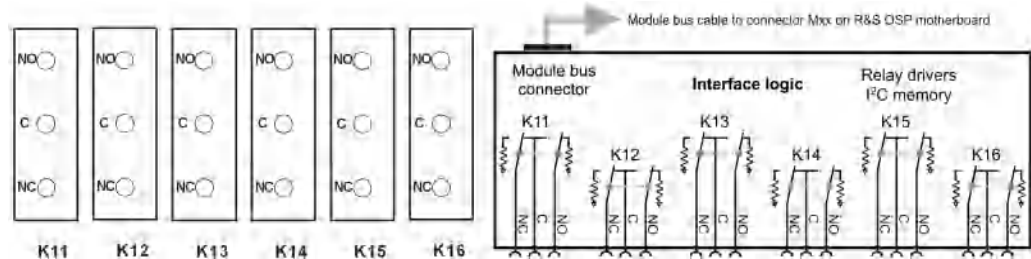 Module bus cable to connector Mxx on R&S OSP motherboard
NO NO NO NO NO NO
C C C C C C
NC NC NC NC NC NC
K11 K12 K13 K14 K15 K16
Module bus
connector
Interface logic
Relay drivers
I²C memory
K11 K13 K15
K12 K14 K16
NC C NO NC C NO NC C NO NC C NO NC C NO NC C NO